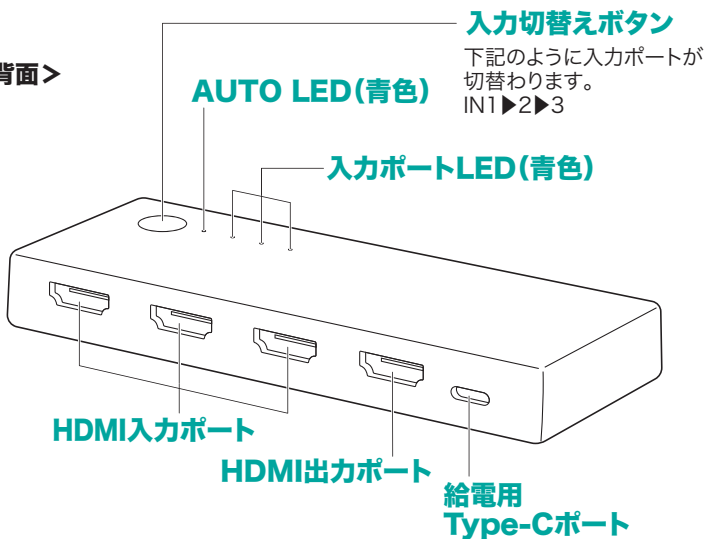 背面＞
入力切替えボタン
下記のように入力ポートが
切替わります。
IN1▶2▶3
AUTO LED（青色）
入力ポートLED（青色）
HDMI入力ポート
HDMI出力ポート
給電用
Type-Cポート